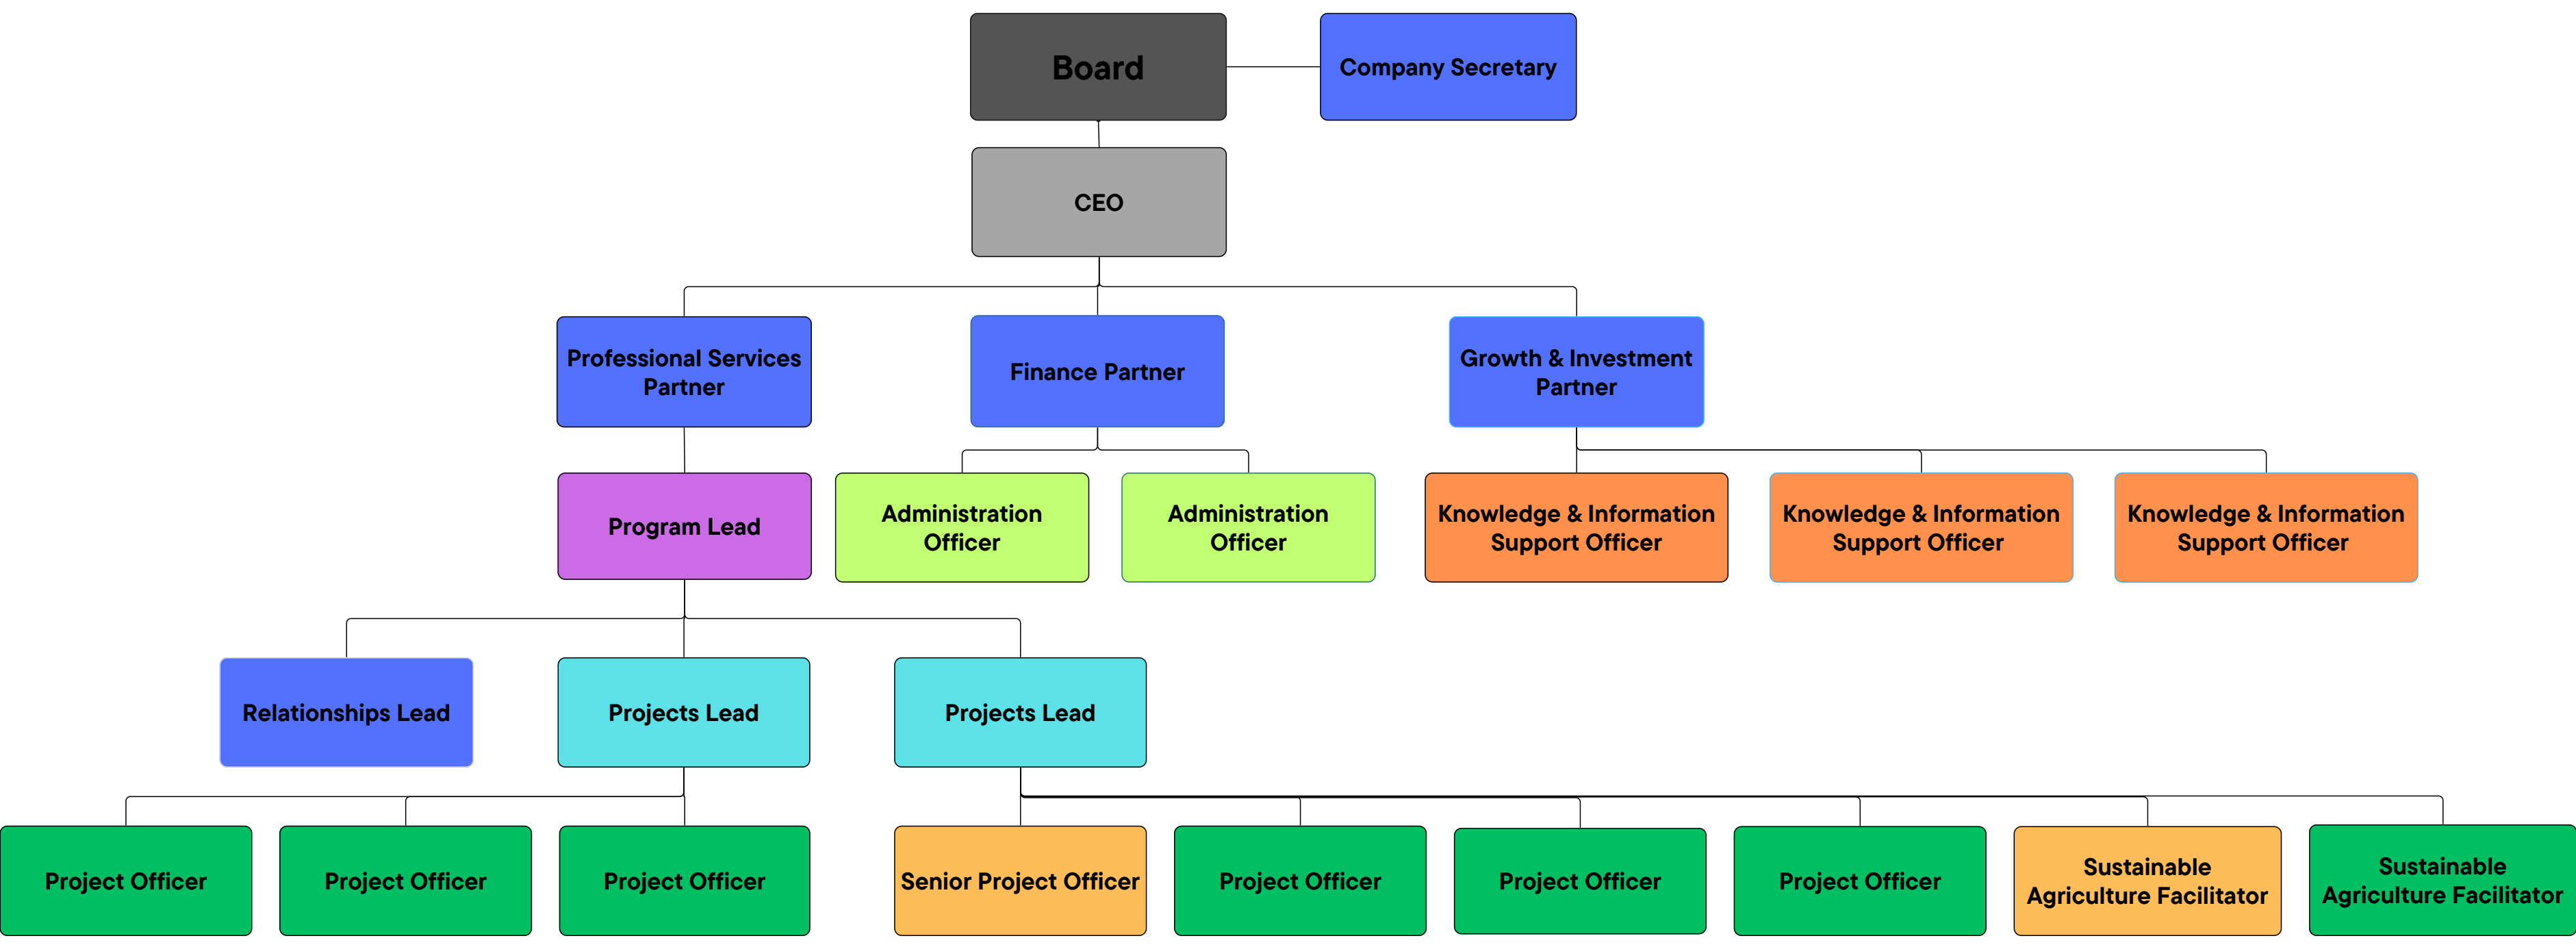 Board
Company Secretary
CEO
Professional Services
Partner
Finance Partner
Growth & Investment
Partner
Program Lead
Administration
Officer
Administration
Officer
Knowledge & Information
Support Officer
Knowledge & Information
Support Officer
Knowledge & Information
Support Officer
Relationships Lead
Projects Lead
Projects Lead
Project Officer
Project Officer
Project Officer
Senior Project Officer
Project Officer
Project Officer
Project Officer
Sustainable
Agriculture Facilitator
Sustainable
Agriculture Facilitator